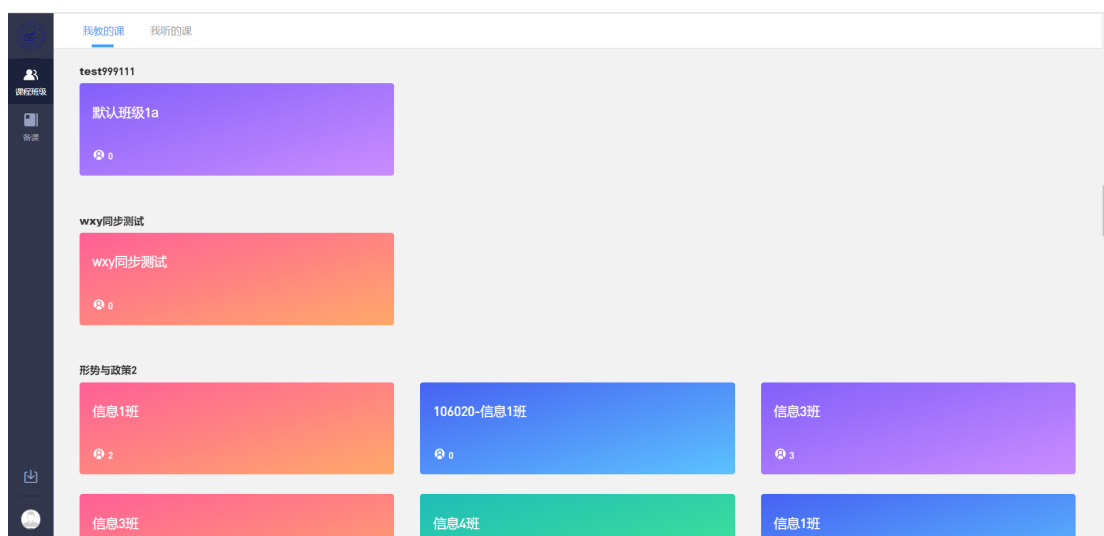 我教的课 我听的课
课程班级
备课
test999111
默认班级1a
0
wxy同步测试
wxy同步测试
0
形势与政策2
信息1班 106020-信息1班 信息3班
2 0 3
信息3班 信息4班 信息1班